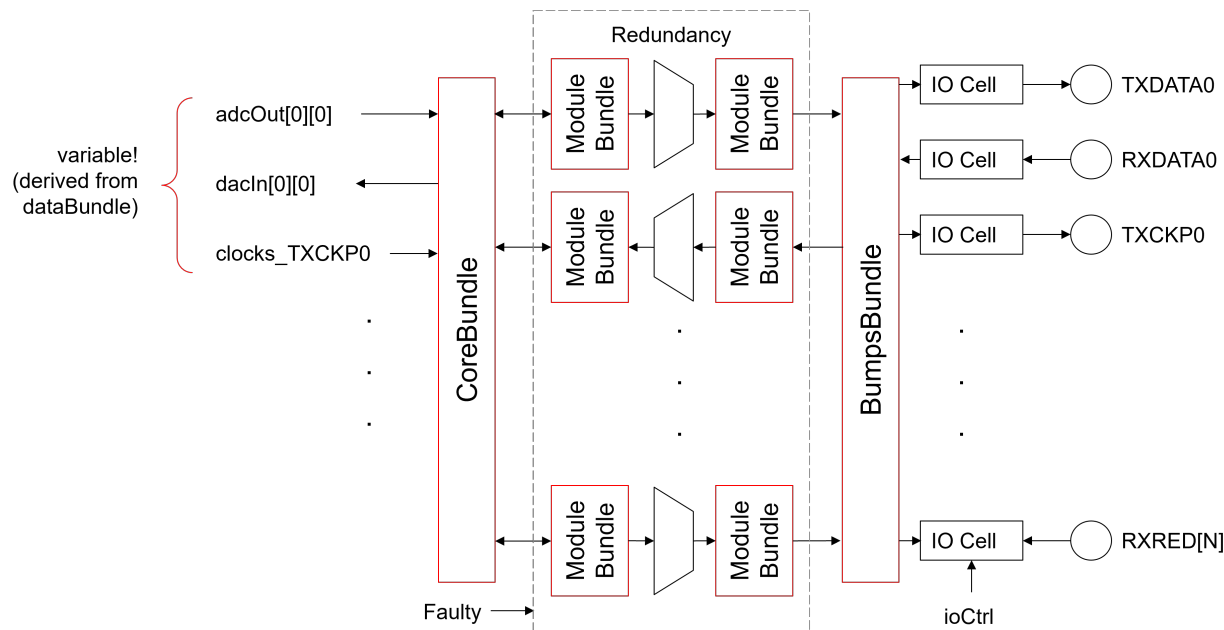 Redundancy
variable!
(derived from
dataBundle)
adcOut[0][0]
dacIn[0][0]
clocks_TXCKP0
.
.
.
CoreBundle
Module
Bundle
Module
Bundle
Module
Bundle
Module
Bundle
.
.
.
Module
Bundle
Module
Bundle
BumpsBundle
IO Cell
TXDATA0
IO Cell
RXDATA0
IO Cell
TXCKP0
.
.
.
IO Cell
RXRED[N]
Faulty
ioCtrl